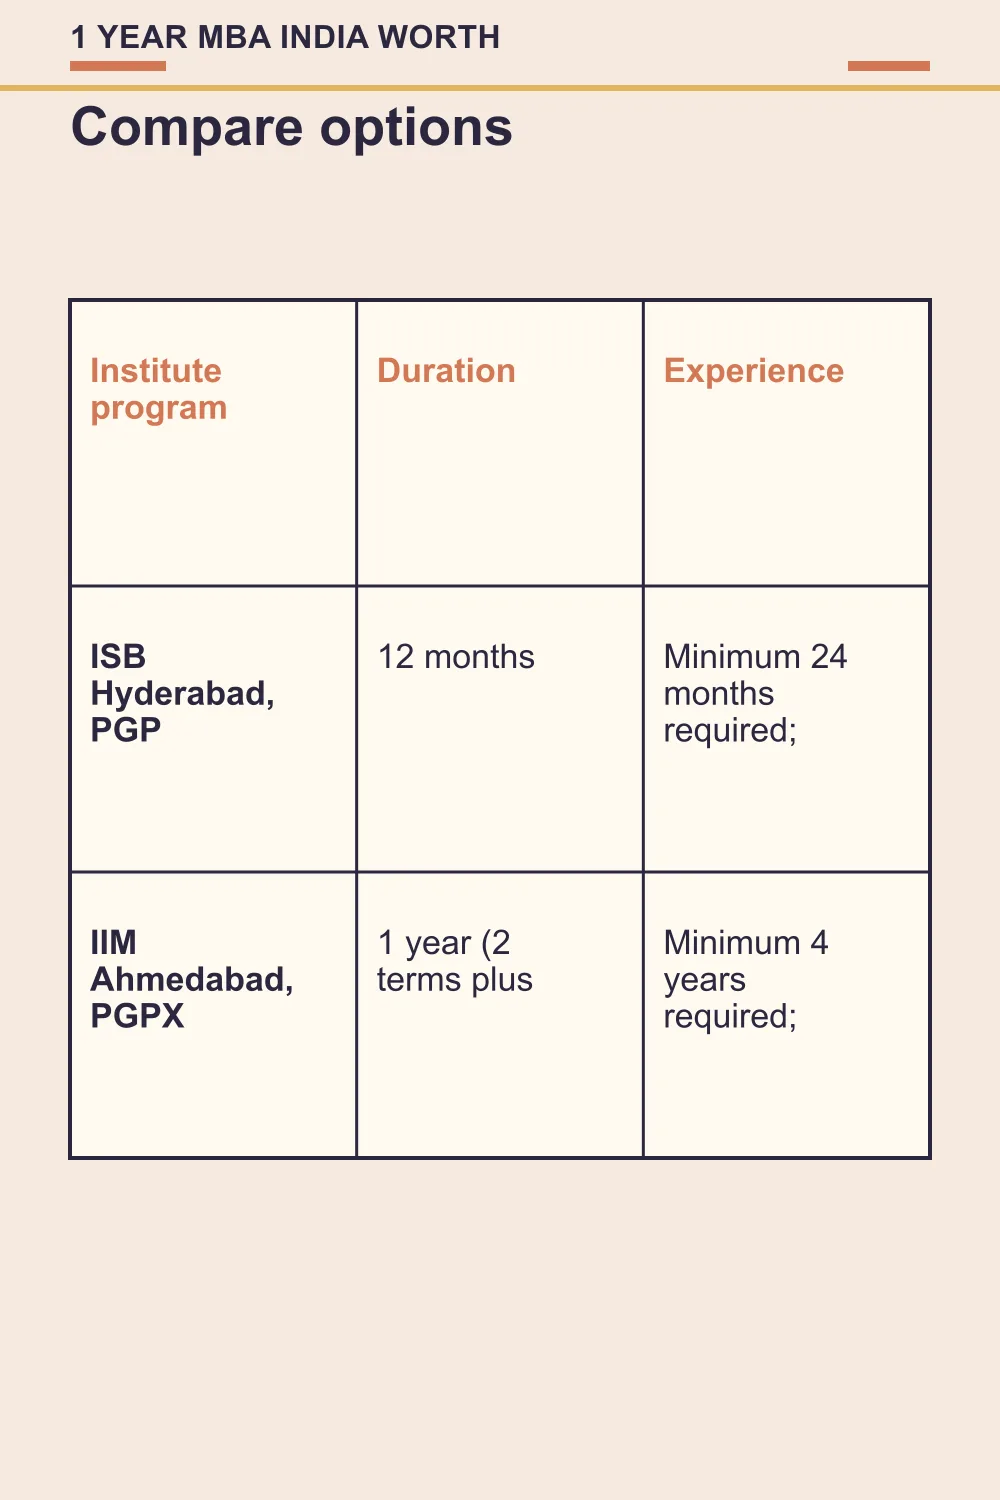 1 YEAR MBA INDIA WORTH
Compare options
Institute
program
Duration
Experience
ISB
Hyderabad,
PGP
12 months
Minimum 24
months
required;
IIM
Ahmedabad,
PGPX
1 year (2
terms plus
Minimum 4
years
required;